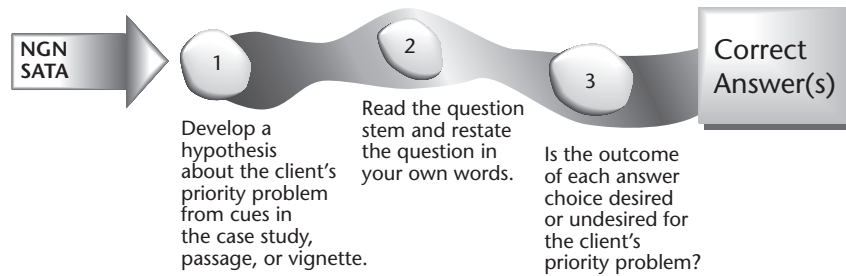 NGN
SATA
1
2
3
Correct
Answer(s)
Develop a
hypothesis
about the client's
priority problem
from cues in
the case study,
passage, or vignette.
Read the question
stem and restate
the question in
your own words.
Is the outcome
of each answer
choice desired
or undesired for
the client's
priority problem?